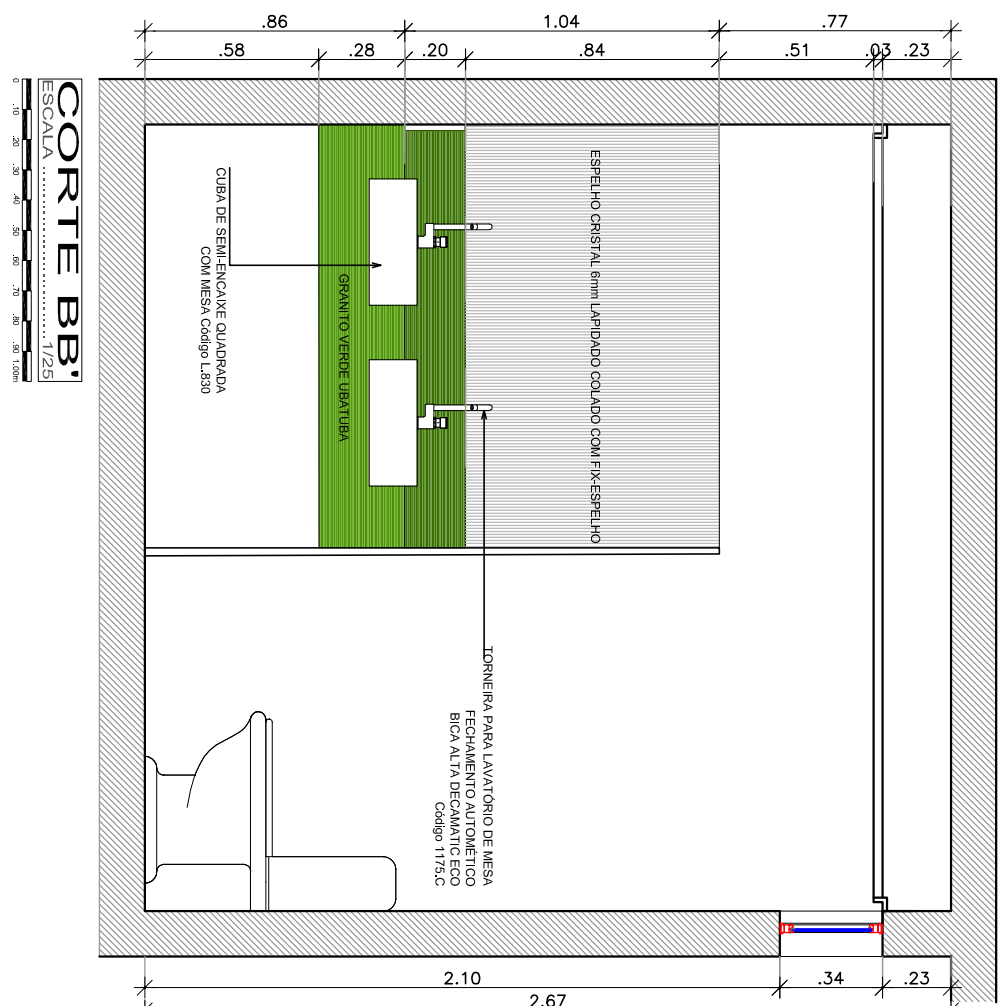 .86 1.04 .77
.58 .28 .20 .84 .51 .03 .23
CORTE BB'
ESCALA ........................ 1/25
0 .10 .20 .30 .40 .50 .60 .70 .80 .90 1.00m
ESPELHO CRISTAL 6mm LAPIDADO COLADO COM FIX-ESPELHO
GRANITO VERDE UBATUBA
CUBA DE SEMI-ENCAIXE QUADRADA
COM MESA Código L.830
TORNEIRA PARA LAVATÓRIO DE MESA
FECHAMENTO AUTOMÉTICO
BICA ALTA DECAMATIC ECO
Código 1175.C
2.10 .34 .23
2.67